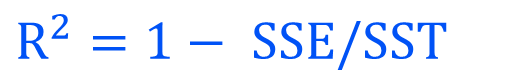 R² = 1 − SSE/SST